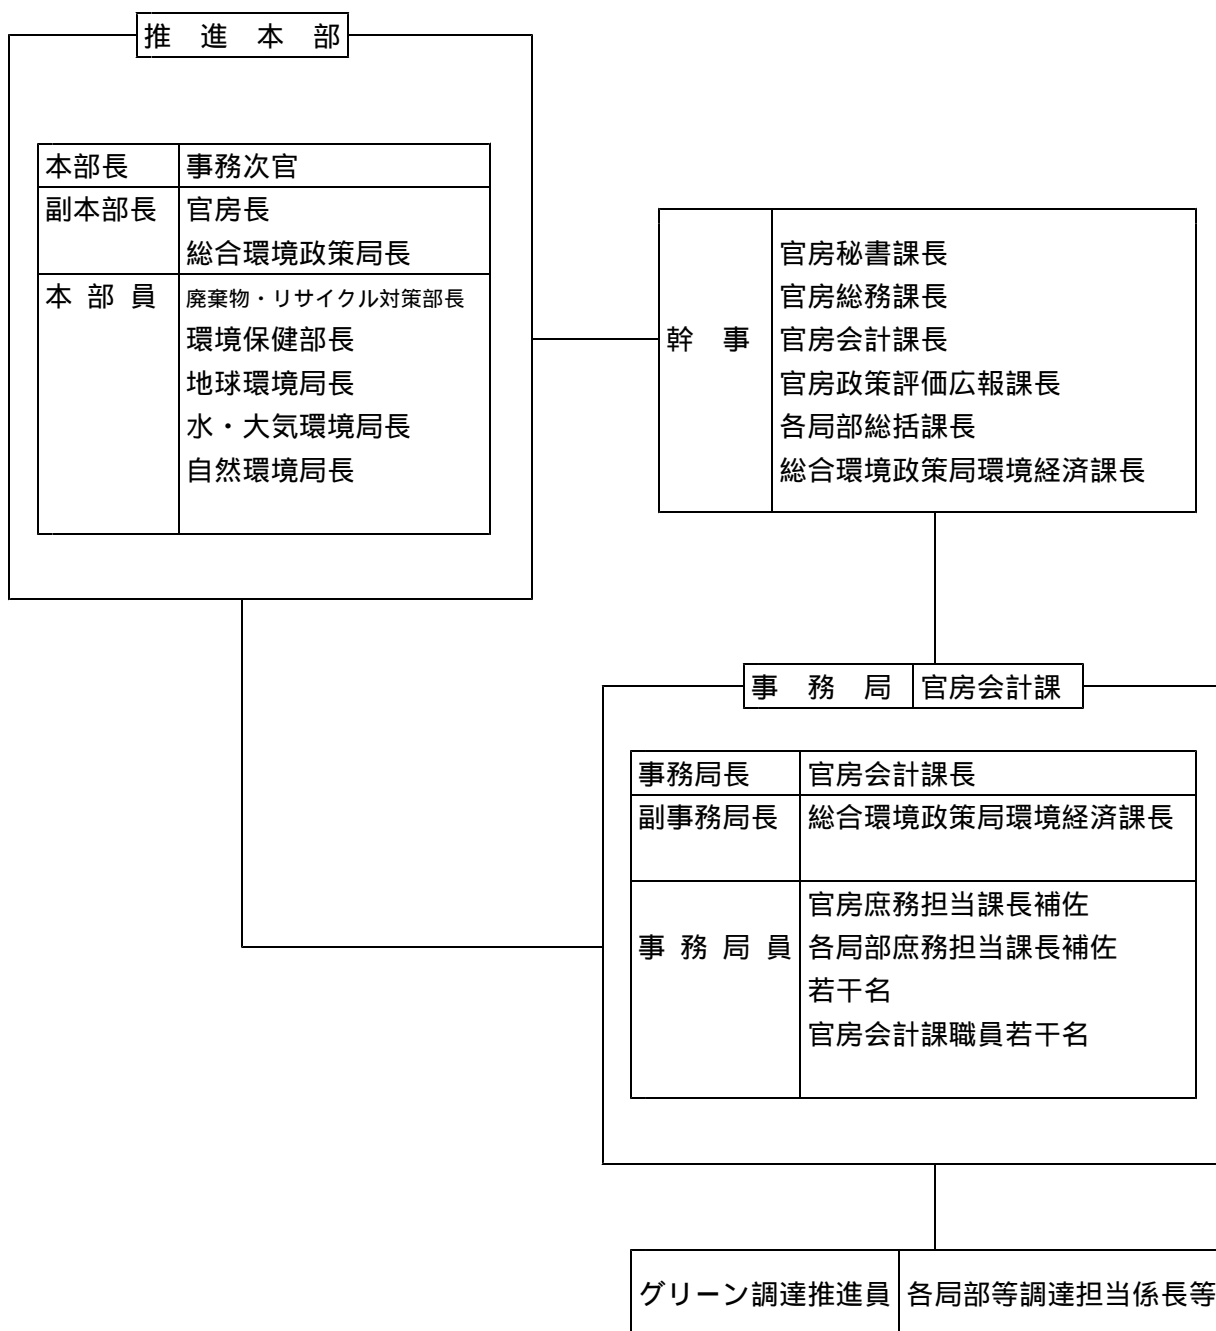 推　進　本　部
本部長　事務次官
副本部長　官房長
総合環境政策局長
本 部 員　廃棄物・リサイクル対策部長
環境保健部長
地球環境局長
水・大気環境局長
自然環境局長
官房秘書課長
官房総務課長
幹　事　官房会計課長
官房政策評価広報課長
各局部総括課長
総合環境政策局環境経済課長
事　務　局　官房会計課
事務局長　官房会計課長
副事務局長　総合環境政策局環境経済課長
官房庶務担当課長補佐
事 務 局 員　各局部庶務担当課長補佐
若干名
官房会計課職員若干名
グリーン調達推進員　各局部等調達担当係長等